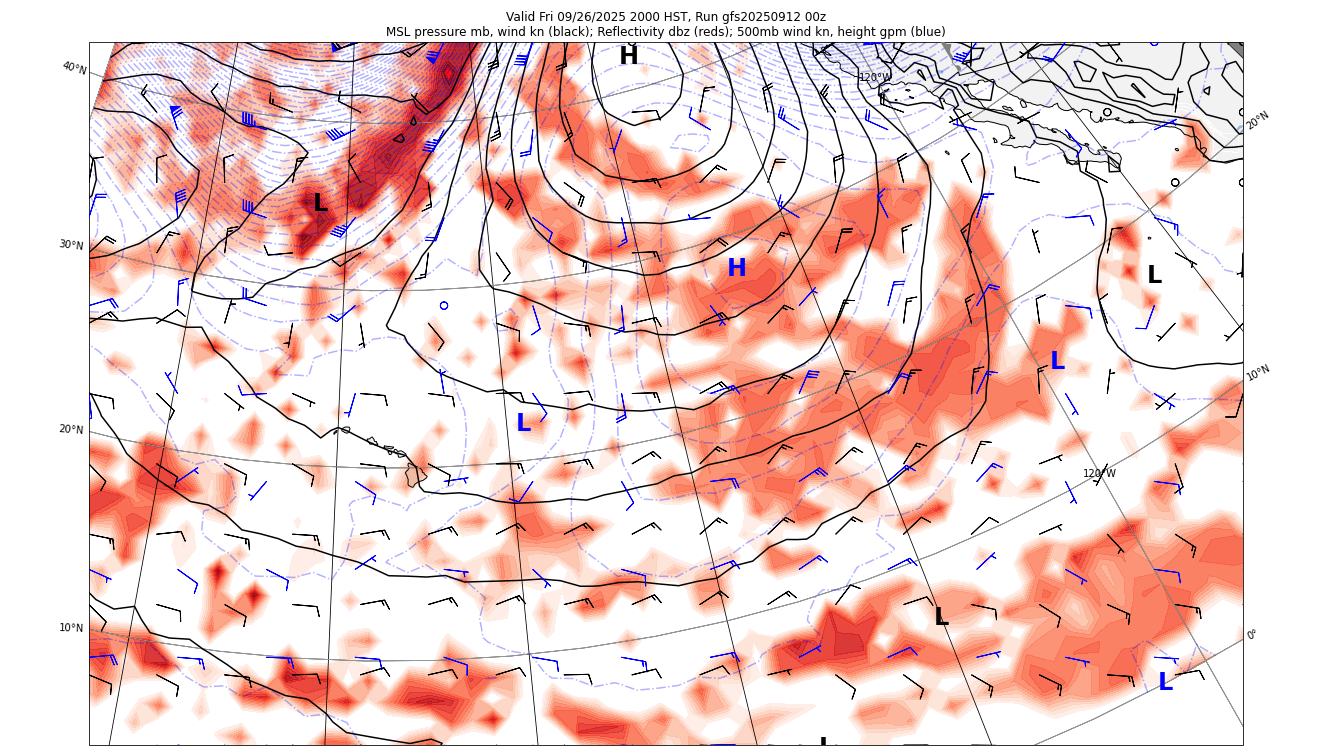 Valid Fri 09/26/2025 2000 HST, Run gfs20250912 00z
MSL pressure mb, wind kn (black); Reflectivity dbz (reds); 500mb wind kn, height gpm (blue)
H
40°N
120°W
20°N
L
30°N
H
L
L
10°N
L
20°N
120°W
L
10°N
0°
L
L